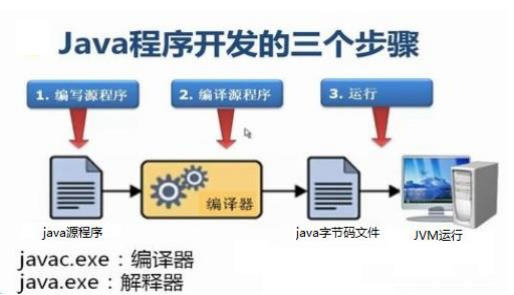 Java程序开发的三个步骤
1. 编写源程序
2. 编译源程序
3. 运行
编译器
java源程序
java字节码文件
JVM运行
javac.exe：编译器
java.exe：解释器